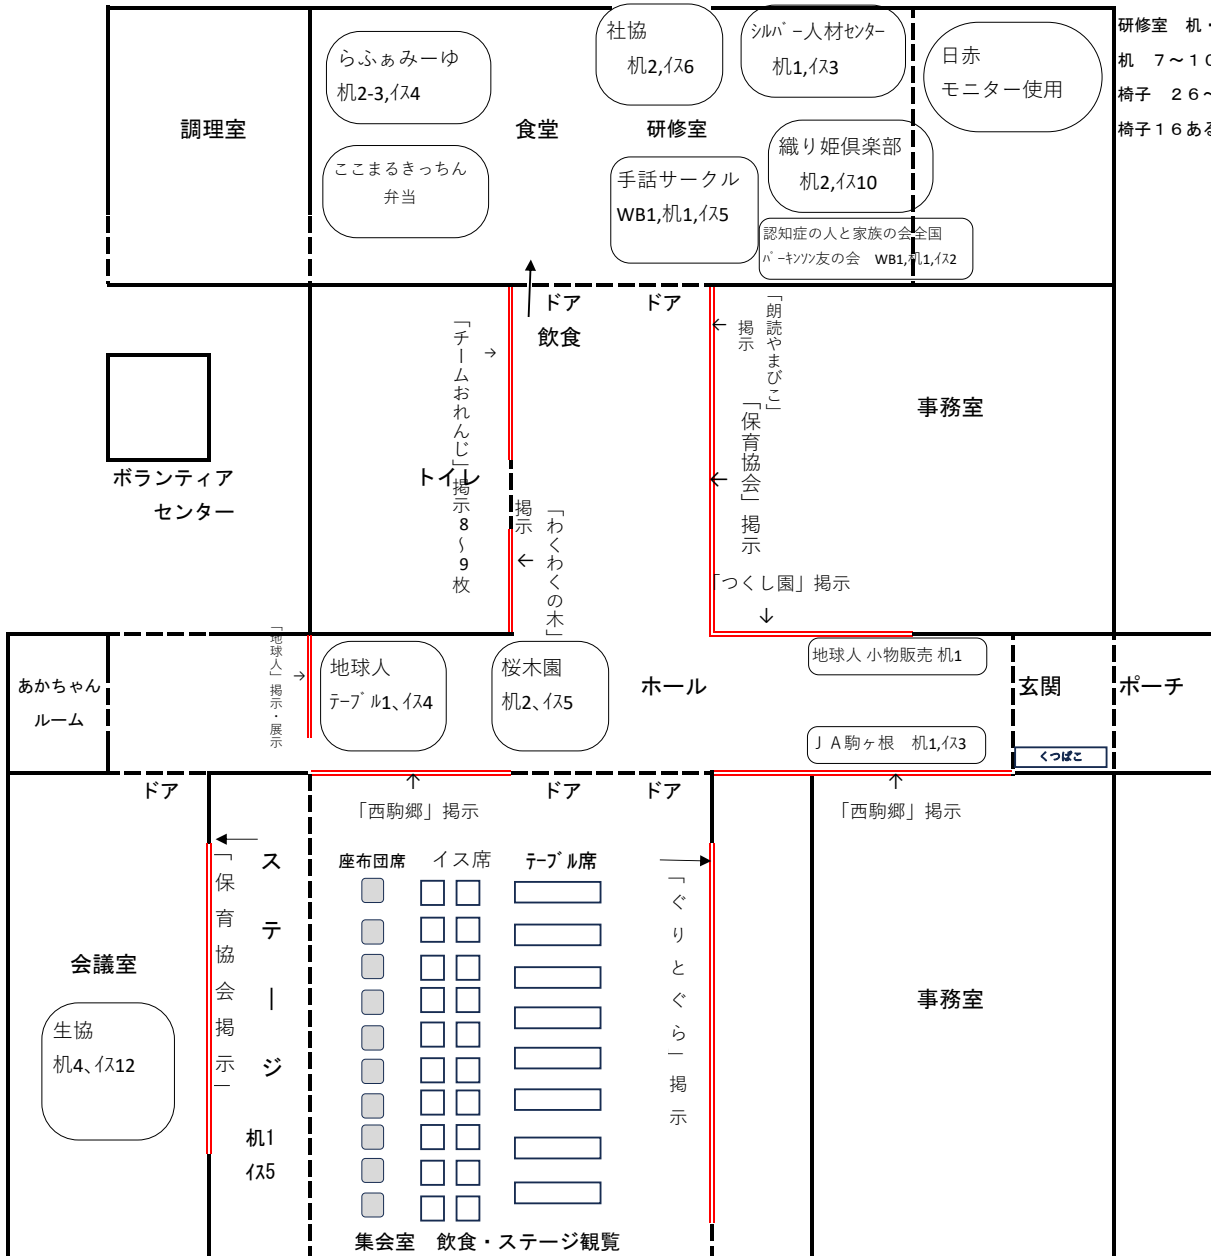 社協
机2,ｲｽ6
ｼﾙﾊﾞｰ人材ｾﾝﾀｰ
机1,ｲｽ3
日赤
モニター使用
研修室　机・
机　７～１０
椅子　２６～
椅子１６ある
らふぁみーゆ
机2-3,ｲｽ4
調理室
食堂
研修室
織り姫倶楽部
机2,ｲｽ10
ここまるきっちん
弁当
手話サークル
WB1,机1,ｲｽ5
認知症の人と家族の会全国
ﾊﾟｰｷﾝｿﾝ友の会　WB1,机1,ｲｽ2
ドア
ドア
飲食
「チームおれんじ」掲示８～９枚
→
←
「朗読やまびこ」
掲示
事務室
←
「保育協会」掲示
ボランティア
センター
トイレ
「わくわくの木」
掲示
←
「つくし園」掲示
↓
あかちゃん
ルーム
「地球人」掲示・展示
→
地球人
ﾃｰﾌﾞﾙ1、ｲｽ4
桜木園
机2、ｲｽ5
ホール
地球人 小物販売 机1
玄関
ポーチ
ＪＡ駒ヶ根　机1,ｲｽ3
くつばこ
ドア
↑
「西駒郷」掲示
ドア
ドア
↑
「西駒郷」掲示
「保育協会掲示」
ステージ
座布団席
イス席
ﾃｰﾌﾞﾙ席
「ぐりとぐら」掲示
会議室
生協
机4、ｲｽ12
事務室
机1
ｲｽ5
集会室　飲食・ステージ観覧